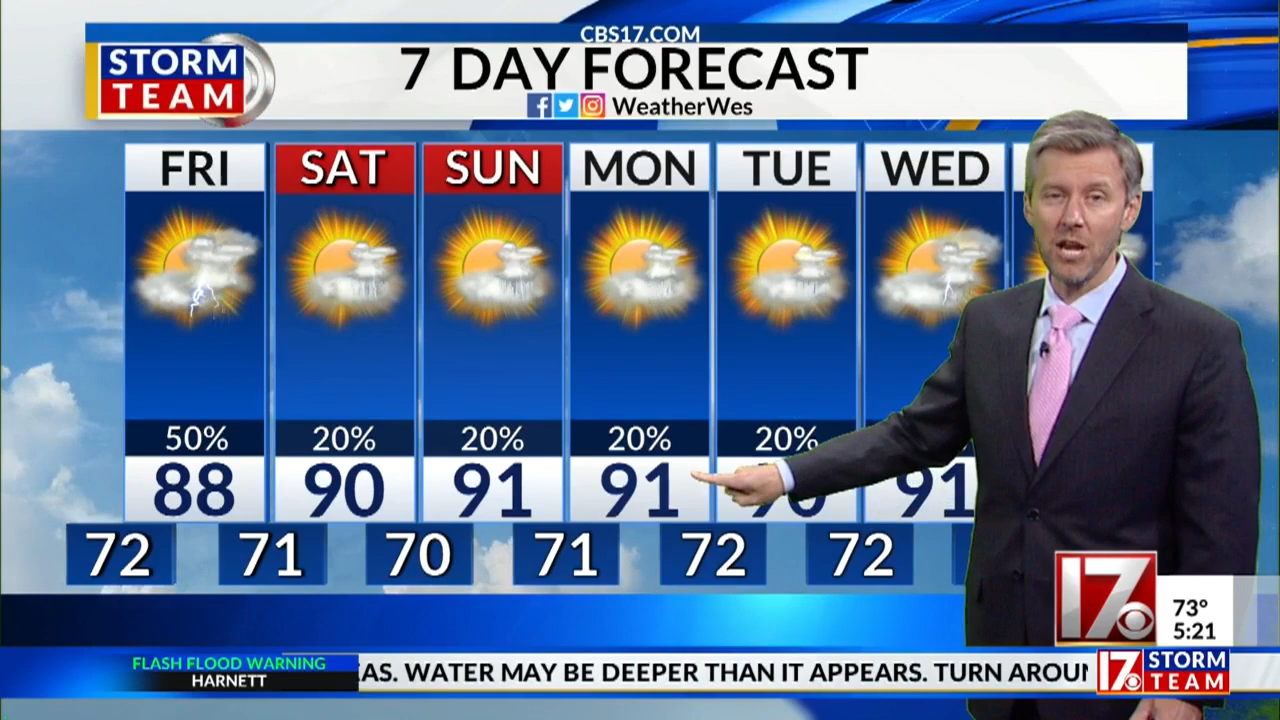 CBS17.COM
STORM
TEAM
7 DAY FORECAST
WeatherWes
FRI SAT SUN MON TUE WED
50% 20% 20% 20% 20%
88 90 91 91 90 91
72 71 70 71 72 72
17
73°
5:21
FLASH FLOOD WARNING
HARNETT
AS. WATER MAY BE DEEPER THAN IT APPEARS. TURN AROU
17 STORM
TEAM